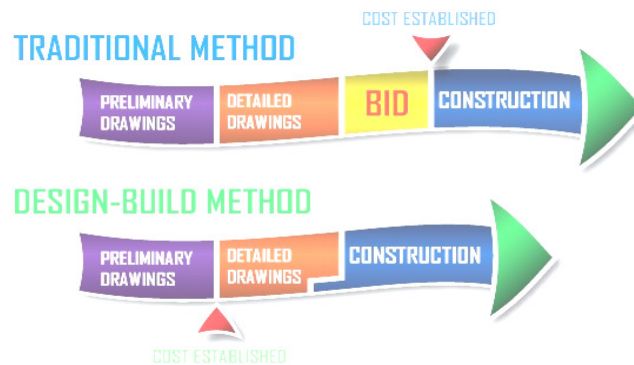 COST ESTABLISHED
TRADITIONAL METHOD
PRELIMINARY
DRAWINGS
DETAILED
DRAWINGS
BID
CONSTRUCTION
DESIGN-BUILD METHOD
PRELIMINARY
DRAWINGS
DETAILED
DRAWINGS
CONSTRUCTION
COST ESTABLISHED